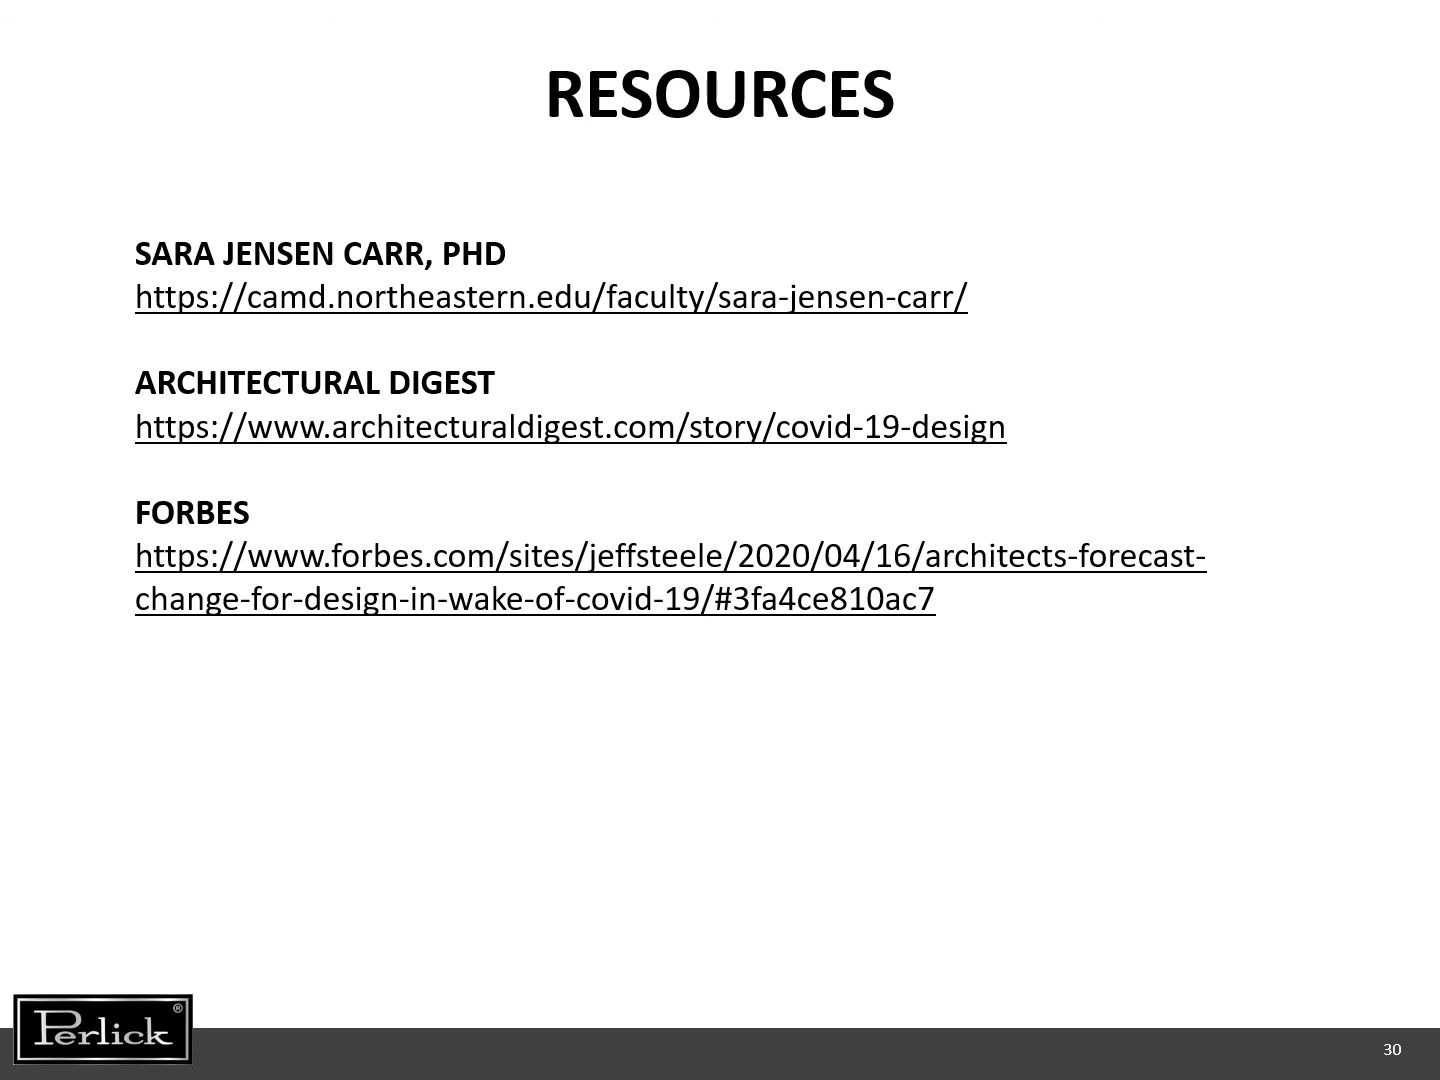 RESOURCES
SARA JENSEN CARR, PHD
https://camd.northeastern.edu/faculty/sara-jensen-carr/
ARCHITECTURAL DIGEST
https://www.architecturaldigest.com/story/covid-19-design
FORBES
https://www.forbes.com/sites/jeffsteele/2020/04/16/architects-forecast-
change-for-design-in-wake-of-covid-19/#3fa4ce810ac7
Perlick®
30